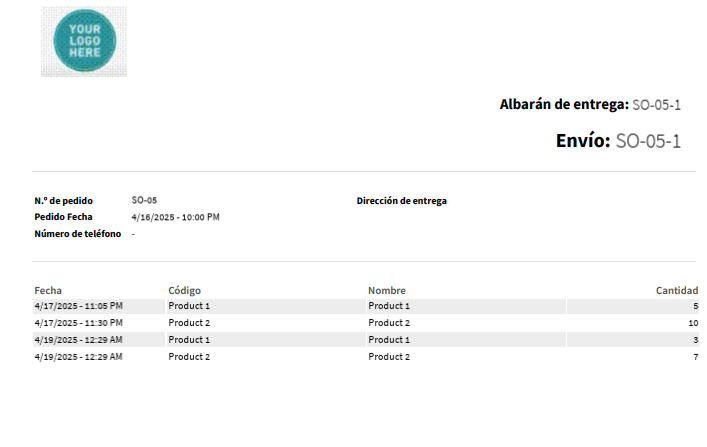 YOUR
LOGO
HERE
Albarán de entrega: SO-05-1
Envío: SO-05-1
N.º de pedido SO-05 Dirección de entrega
Pedido Fecha 4/16/2025 - 10:00 PM
Número de teléfono -
Fecha Código Nombre Cantidad
4/17/2025 - 11:05 PM Product 1 Product 1 5
4/17/2025 - 11:30 PM Product 2 Product 2 10
4/19/2025 - 12:29 AM Product 1 Product 1 3
4/19/2025 - 12:29 AM Product 2 Product 2 7